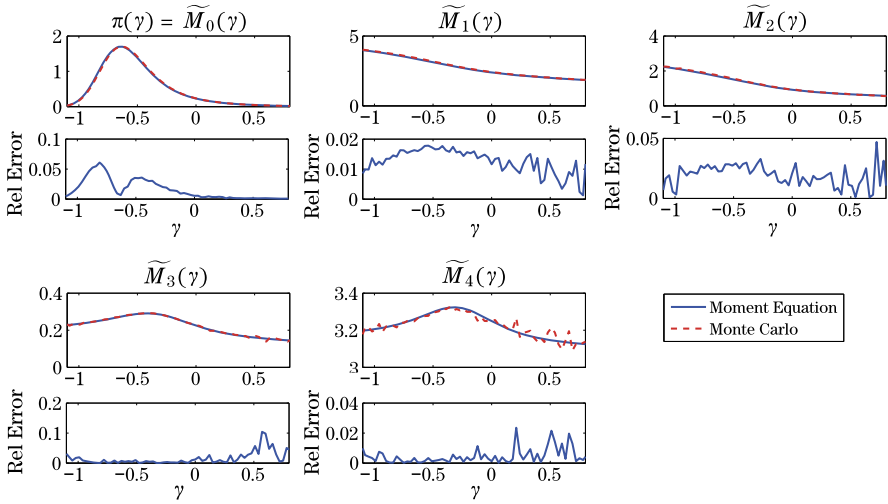 π(γ) = M̃₀(γ)
2
1
0
−1 −0.5 0 0.5
Rel Error
0.1
0.05
0
−1 −0.5 0 0.5
γ
M̃₁(γ)
5
0
−1 −0.5 0 0.5
Rel Error
0.02
0.01
0
−1 −0.5 0 0.5
γ
M̃₂(γ)
4
2
0
−1 −0.5 0 0.5
Rel Error
0.05
0
−1 −0.5 0 0.5
γ
M̃₃(γ)
0.4
0.2
0
−1 −0.5 0 0.5
Rel Error
0.2
0.1
0
−1 −0.5 0 0.5
γ
M̃₄(γ)
3.4
3.2
3
−1 −0.5 0 0.5
Rel Error
0.04
0.02
0
−1 −0.5 0 0.5
γ
Moment Equation
Monte Carlo